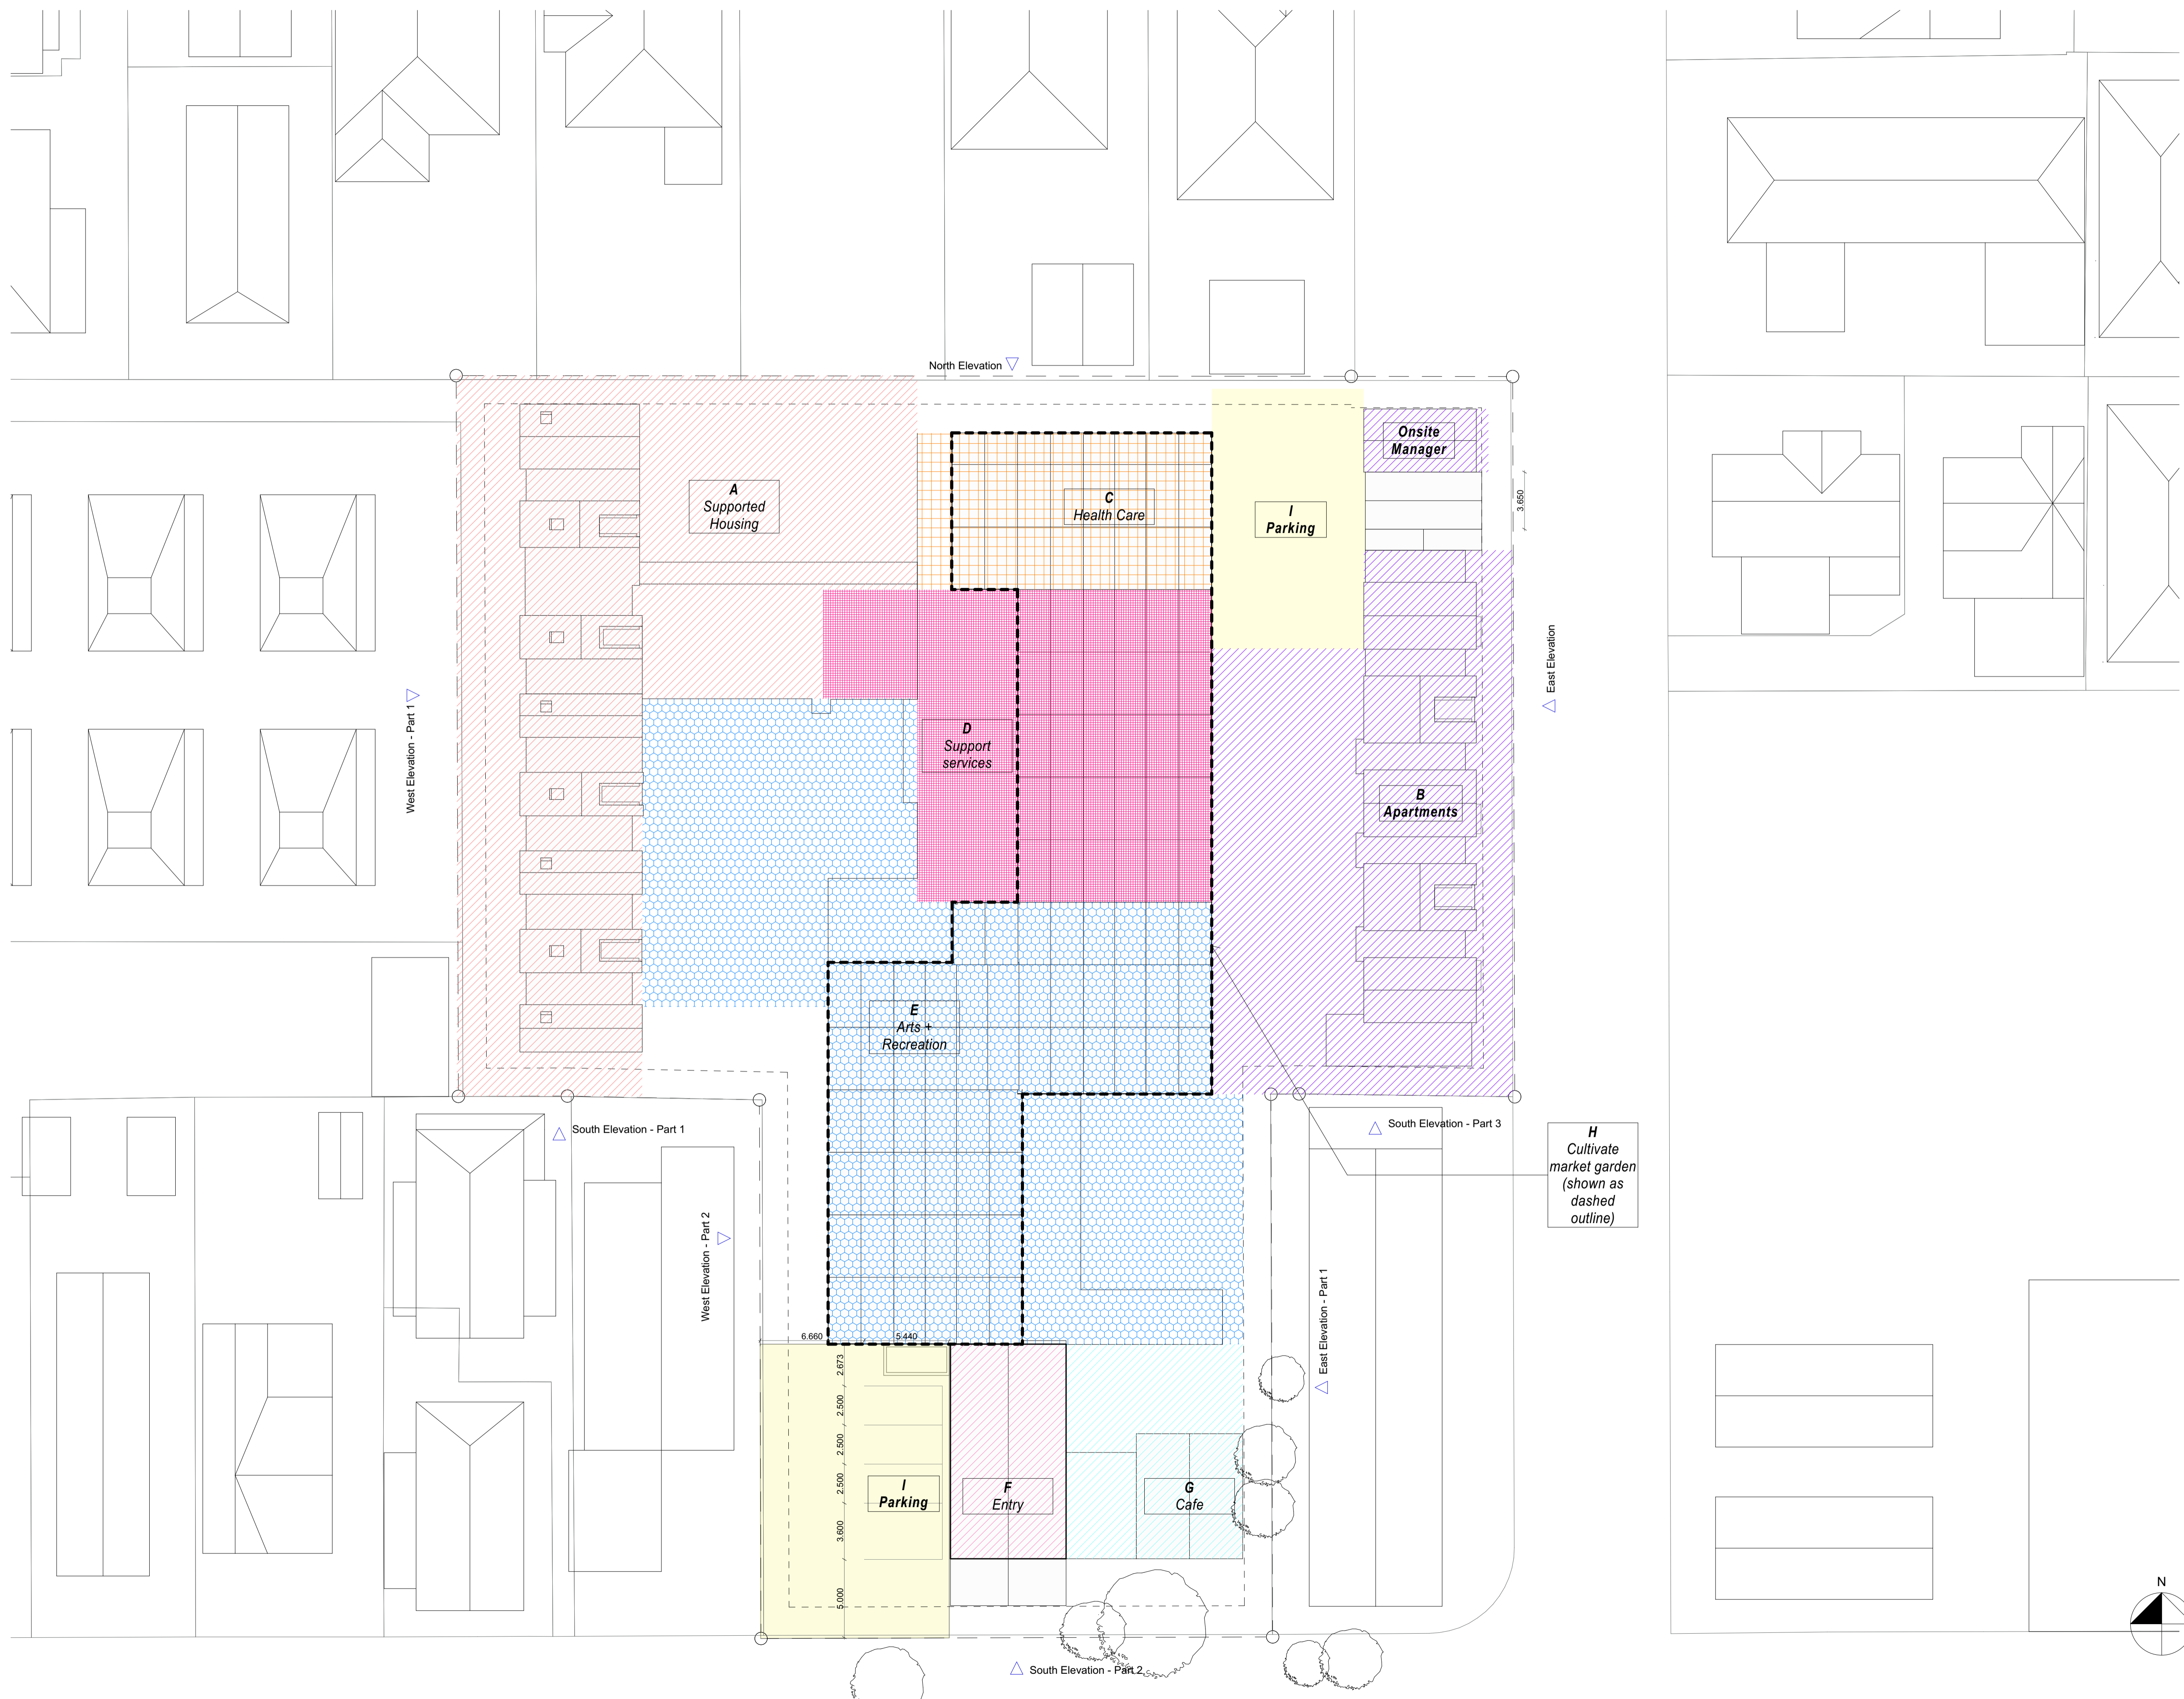 North Elevation
Onsite
Manager
A
Supported
Housing
C
Health Care
I
Parking
3.650
West Elevation - Part 1
East Elevation
D
Support
services
B
Apartments
E
Arts +
Recreation
South Elevation - Part 1
South Elevation - Part 3
H
Cultivate
market garden
(shown as
dashed
outline)
West Elevation - Part 2
East Elevation - Part 1
6.660
5.440
2.673
2.500
2.500
2.500
3.600
5.000
I
Parking
F
Entry
G
Cafe
N
South Elevation - Part 2